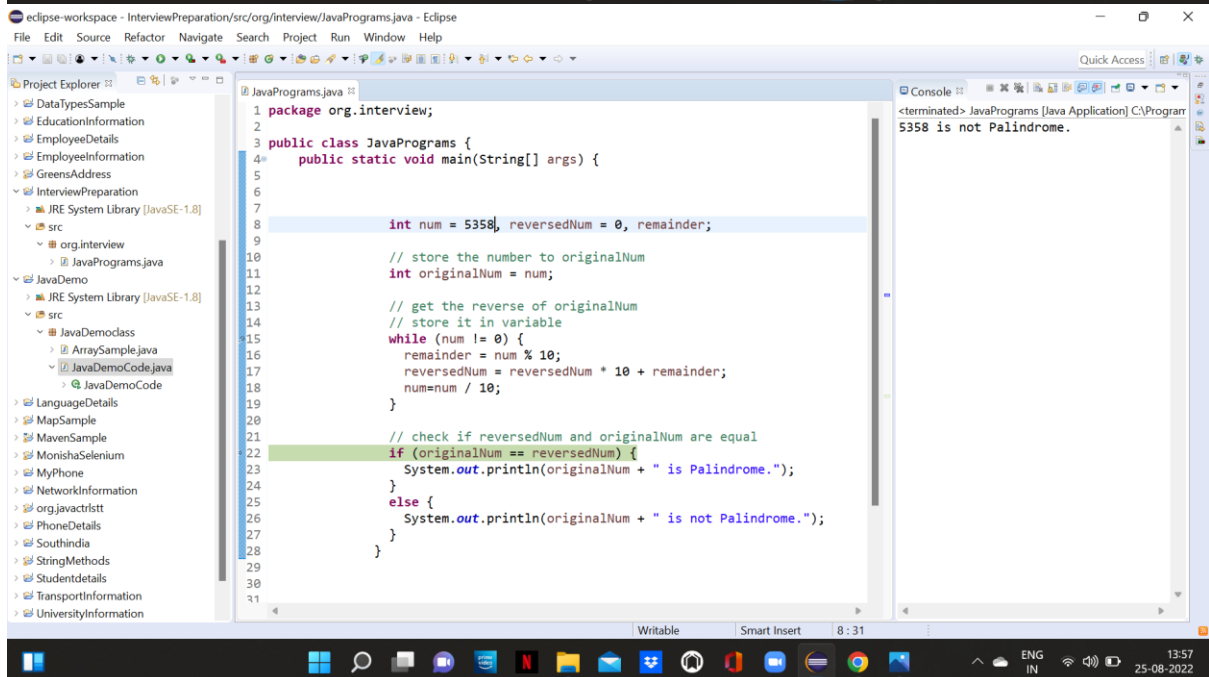 eclipse-workspace - InterviewPreparation/src/org/interview/JavaPrograms.java - Eclipse
File Edit Source Refactor Navigate Search Project Run Window Help
Quick Access
Project Explorer
DataTypesSample
EducationInformation
EmployeeDetails
EmployeeInformation
GreensAddress
InterviewPreparation
JRE System Library [JavaSE-1.8]
src
org.interview
JavaPrograms.java
JavaDemo
JRE System Library [JavaSE-1.8]
src
JavaDemoclass
ArraySample.java
JavaDemoCode.java
JavaDemoCode
LanguageDetails
MapSample
MavenSample
MonishaSelenium
MyPhone
NetworkInformation
org.javactrlstt
PhoneDetails
Southindia
StringMethods
Studentdetails
TransportInformation
UniversityInformation
JavaPrograms.java
1 package org.interview;
2
3 public class JavaPrograms {
4 public static void main(String[] args) {
5
6
7
8 int num = 5358, reversedNum = 0, remainder;
9
10 // store the number to originalNum
11 int originalNum = num;
12
13 // get the reverse of originalNum
14 // store it in variable
15 while (num != 0) {
16 remainder = num % 10;
17 reversedNum = reversedNum * 10 + remainder;
18 num=num / 10;
19 }
20
21 // check if reversedNum and originalNum are equal
22 if (originalNum == reversedNum) {
23 System.out.println(originalNum + " is Palindrome.");
24 }
25 else {
26 System.out.println(originalNum + " is not Palindrome.");
27 }
28 }
29
30
31
Console
<terminated> JavaPrograms [Java Application] C:\Program
5358 is not Palindrome.
Writable Smart Insert 8 : 31
prime video
N
ENG
IN
13:57
25-08-2022